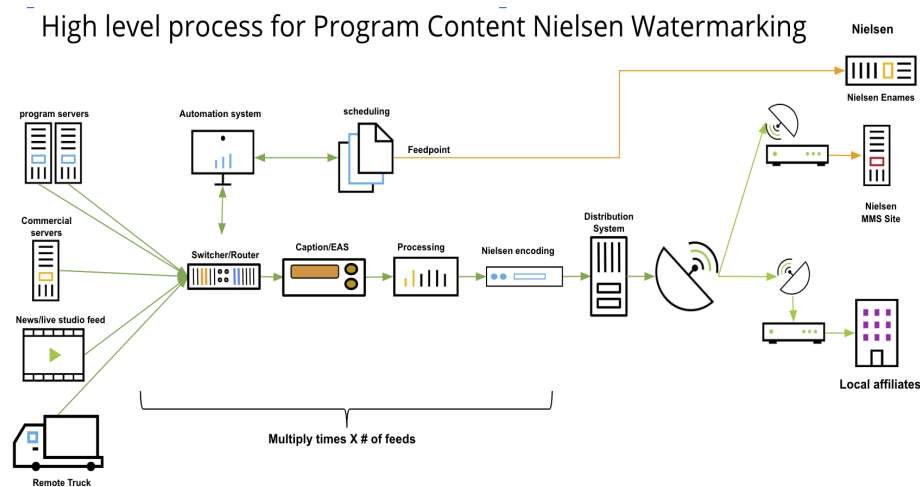 High level process for Program Content Nielsen Watermarking
Nielsen
Nielsen Enames
program servers
Automation system
scheduling
Feedpoint
Nielsen
MMS Site
Commercial
servers
Switcher/Router
Caption/EAS
Processing
Nielsen encoding
Distribution
System
News/live studio feed
Local affiliates
Multiply times X # of feeds
Remote Truck